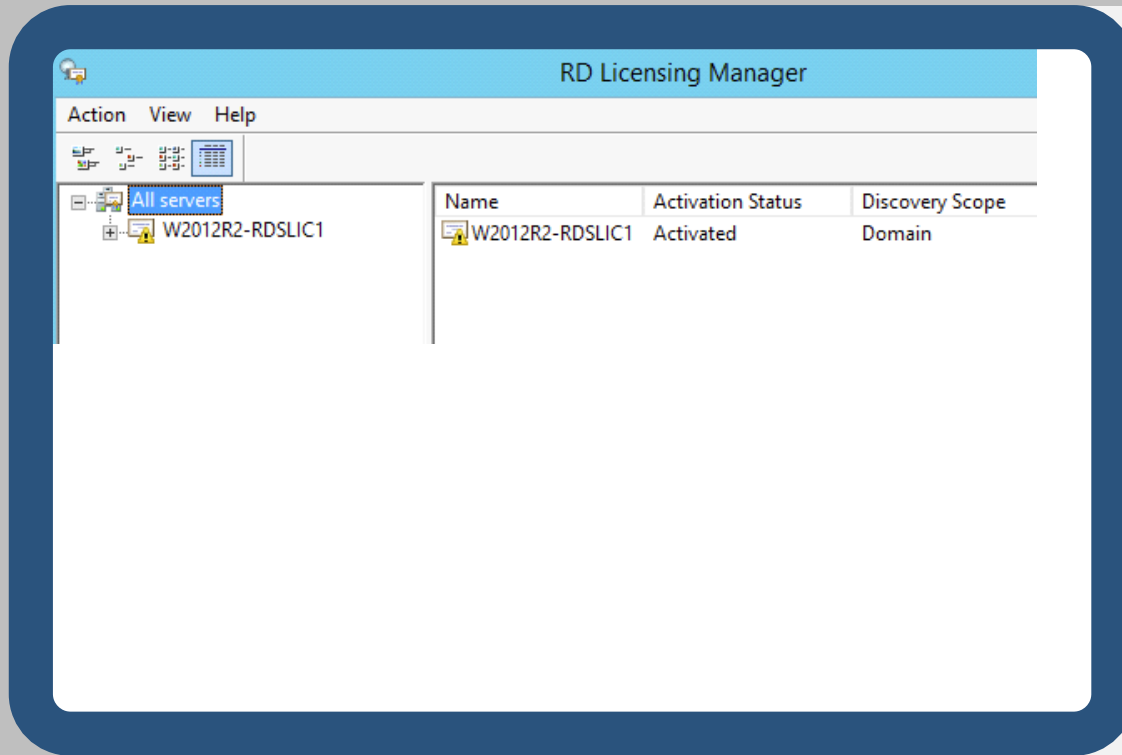 RD Licensing Manager
Action View Help
All servers
W2012R2-RDSLIC1
Name Activation Status Discovery Scope
W2012R2-RDSLIC1 Activated Domain